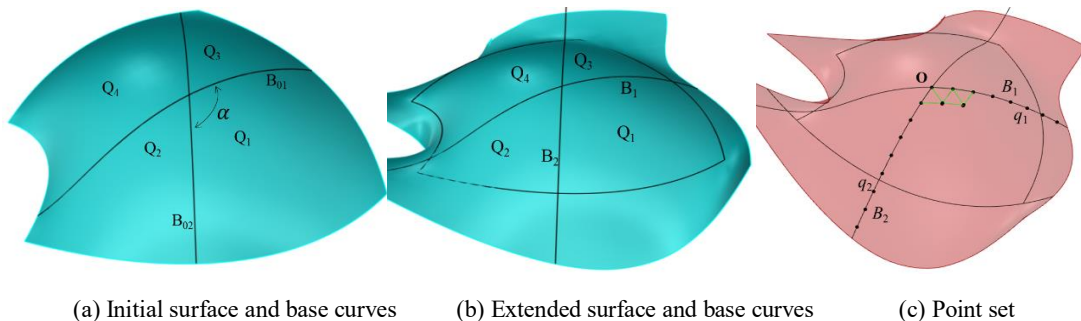 Q₃
Q₄
B₀₁
α
Q₂
Q₁
B₀₂
Q₃
Q₄
B₁
Q₁
Q₂
B₂
O
B₁
q₁
q₂
B₂
(a) Initial surface and base curves
(b) Extended surface and base curves
(c) Point set